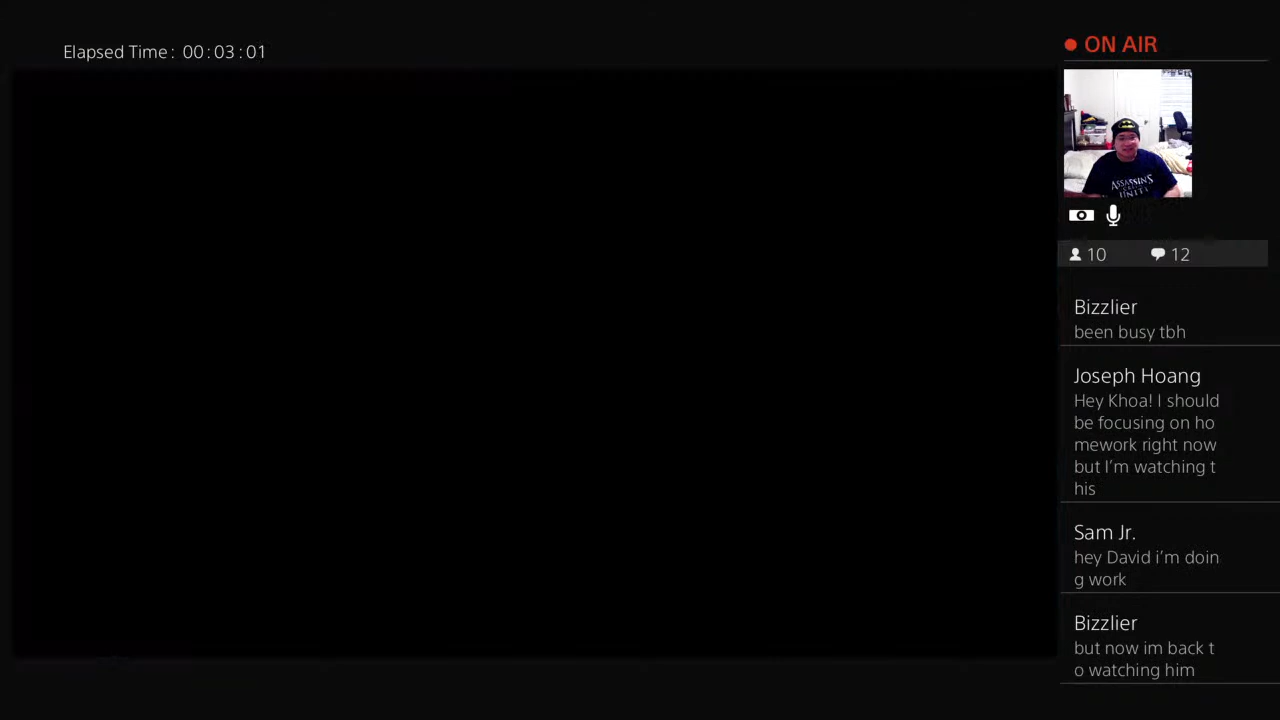 Elapsed Time: 00:03:01
ON AIR
ASSASSIN'S
UNITY
10 12
Bizzlier
been busy tbh
Joseph Hoang
Hey Khoa! I should
be focusing on ho
mework right now
but I'm watching t
his
Sam Jr.
hey David i'm doin
g work
Bizzlier
but now im back t
o watching him